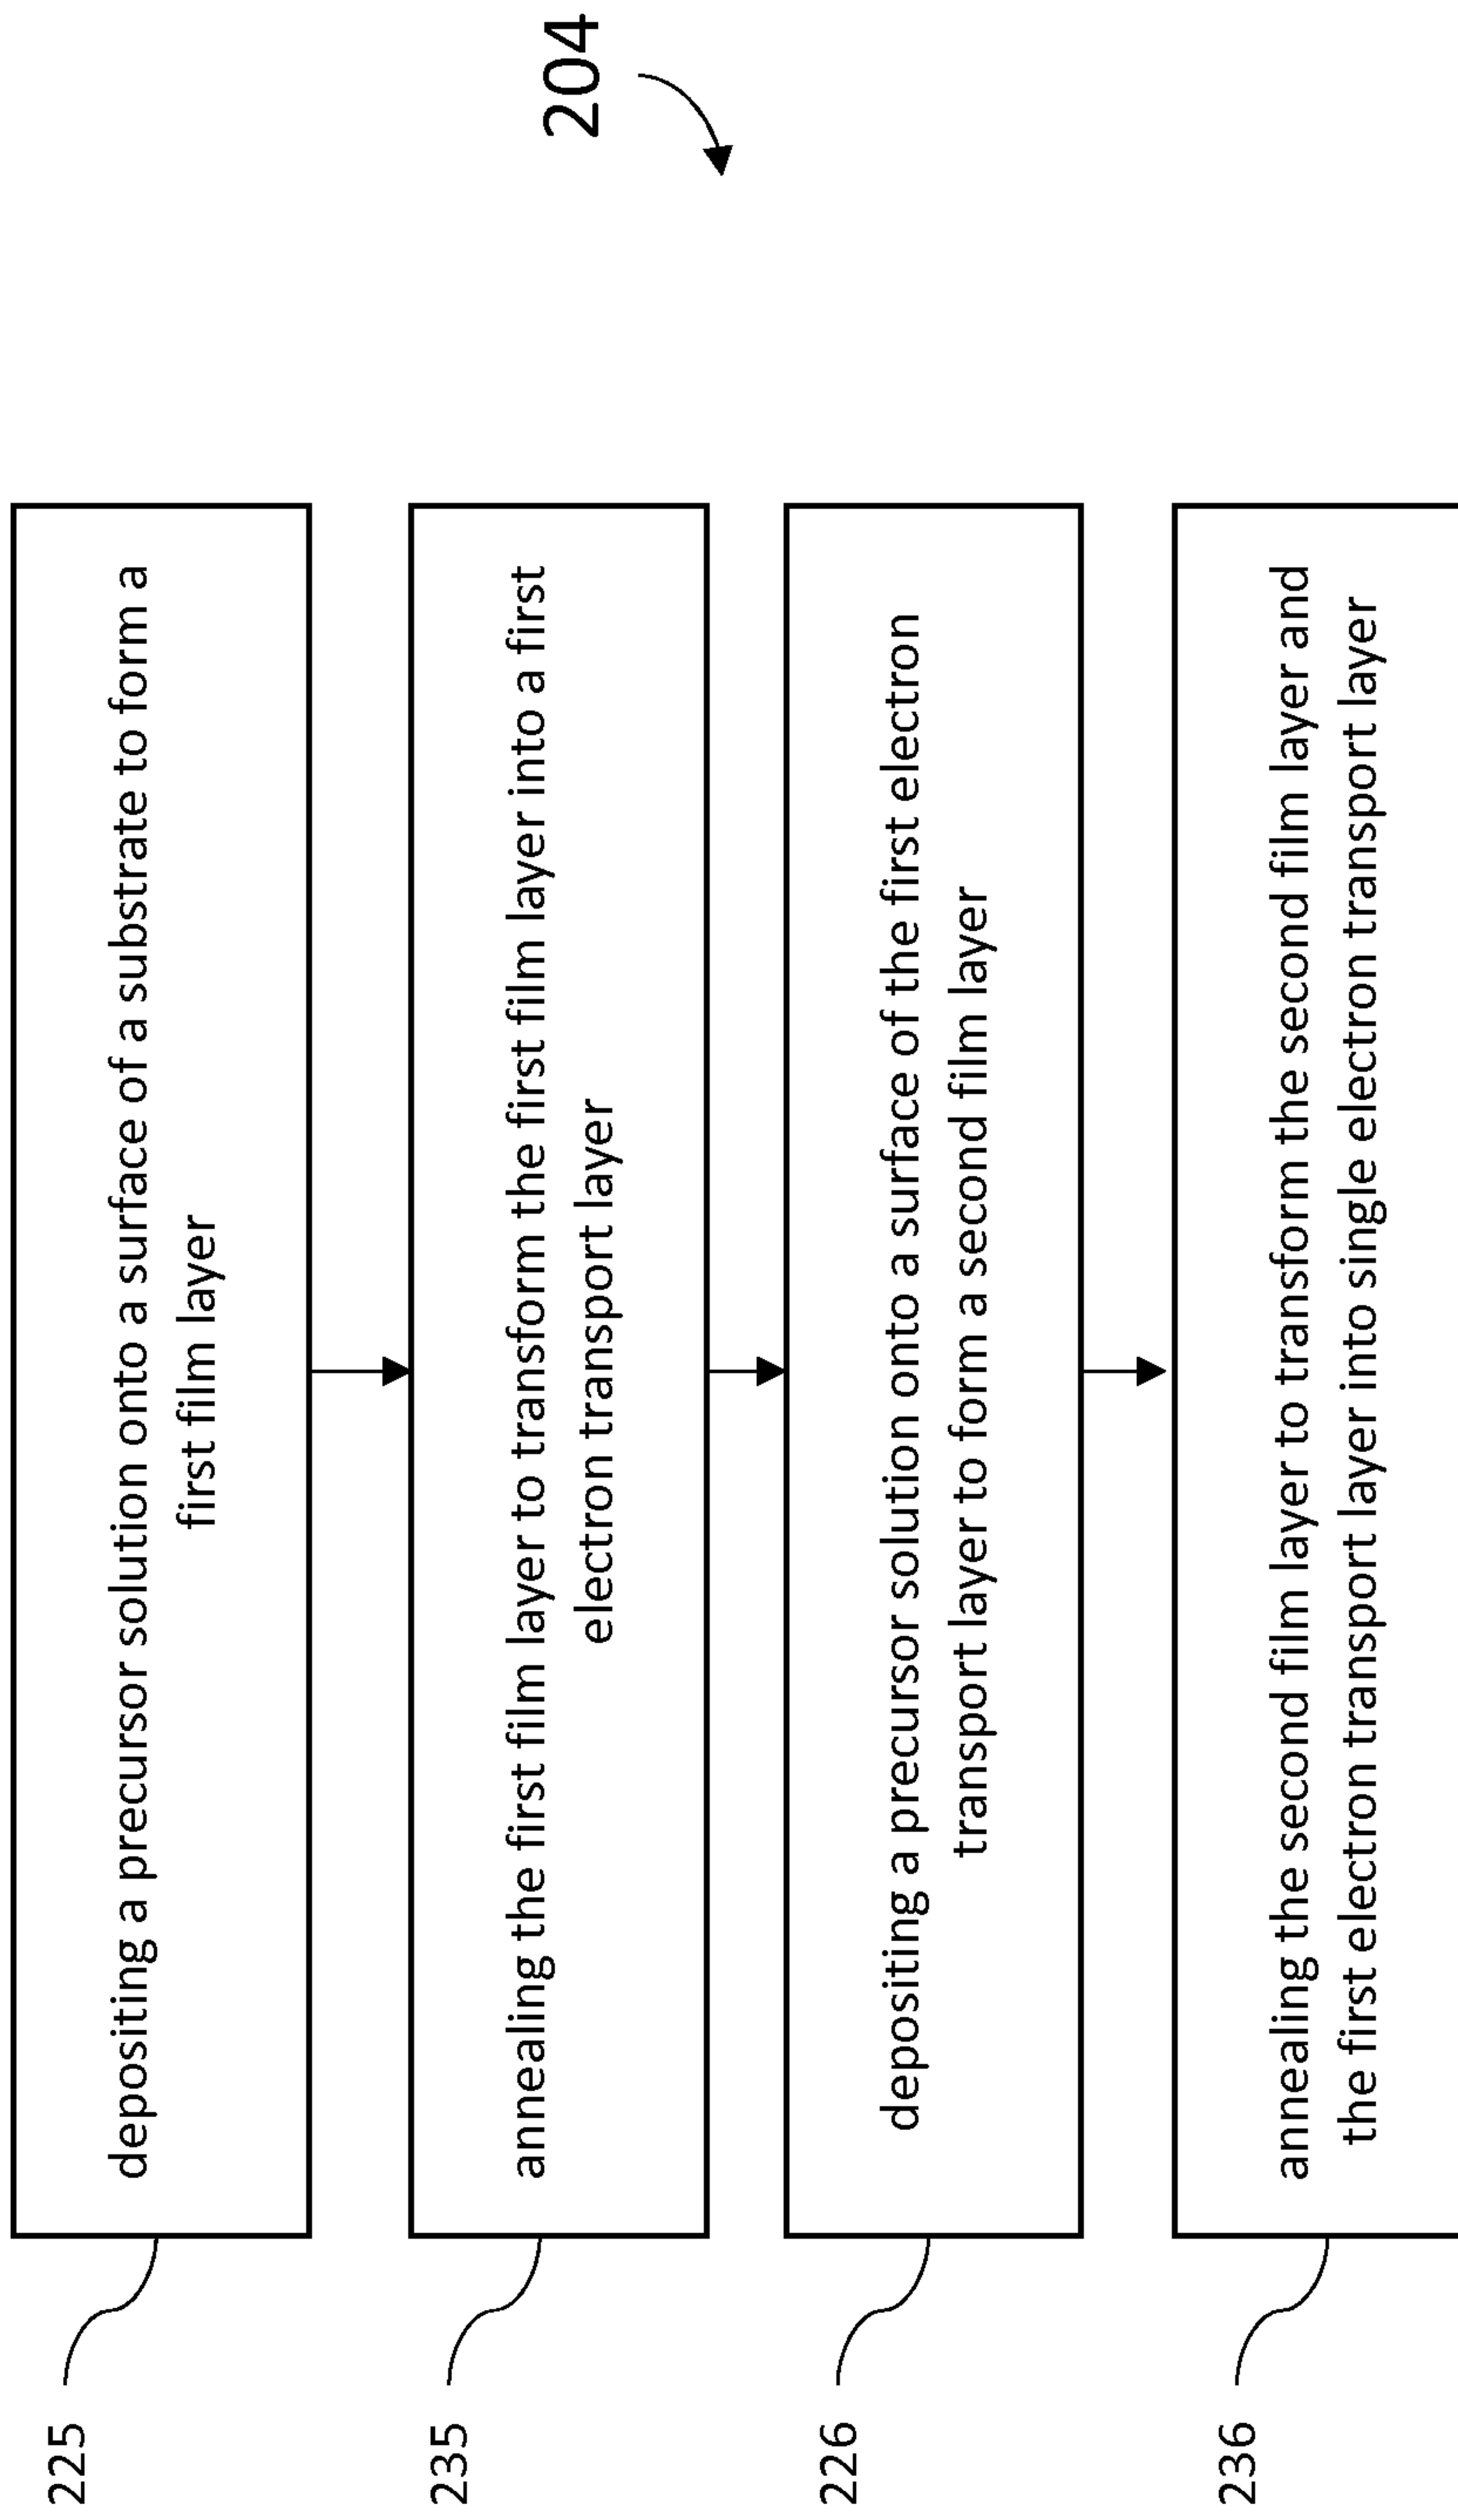 204
225
depositing a precursor solution onto a surface of a substrate to form a
first film layer
235
annealing the first film layer to transform the first film layer into a first
electron transport layer
226
depositing a precursor solution onto a surface of the first electron
transport layer to form a second film layer
236
annealing the second film layer to transform the second film layer and
the first electron transport layer into single electron transport layer